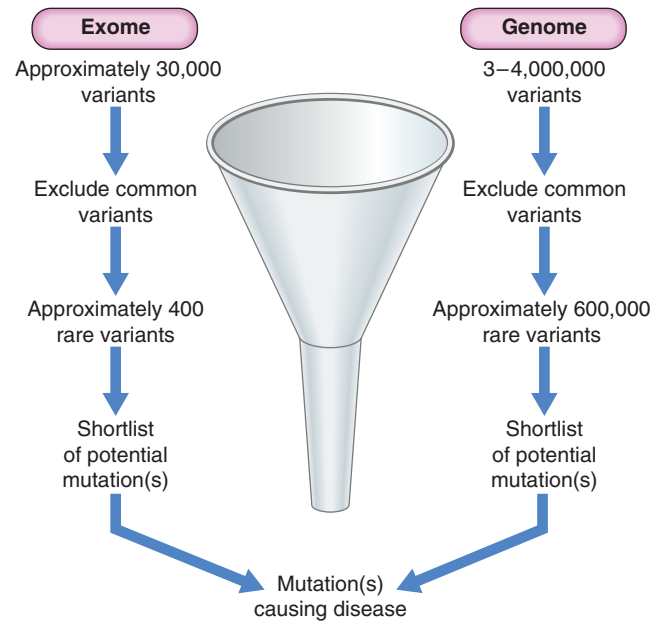 Exome
Approximately 30,000
variants
Exclude common
variants
Approximately 400
rare variants
Shortlist
of potential
mutation(s)
Genome
3–4,000,000
variants
Exclude common
variants
Approximately 600,000
rare variants
Shortlist
of potential
mutation(s)
Mutation(s)
causing disease